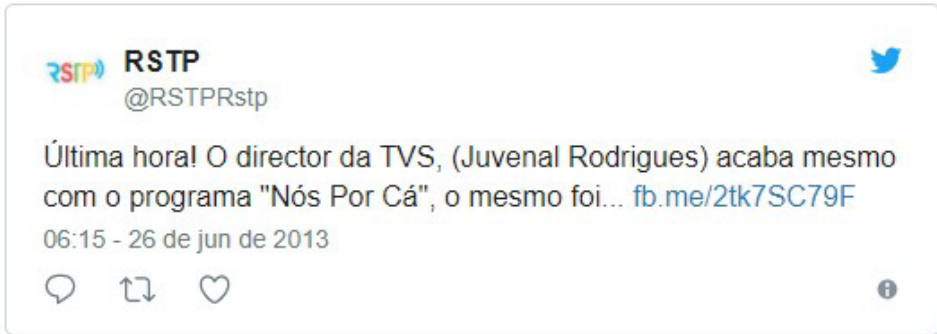 RSTP
RSTP
@RSTPRstp
Última hora! O director da TVS, (Juvenal Rodrigues) acaba mesmo
com o programa "Nós Por Cá", o mesmo foi... fb.me/2tk7SC79F
06:15 - 26 de jun de 2013